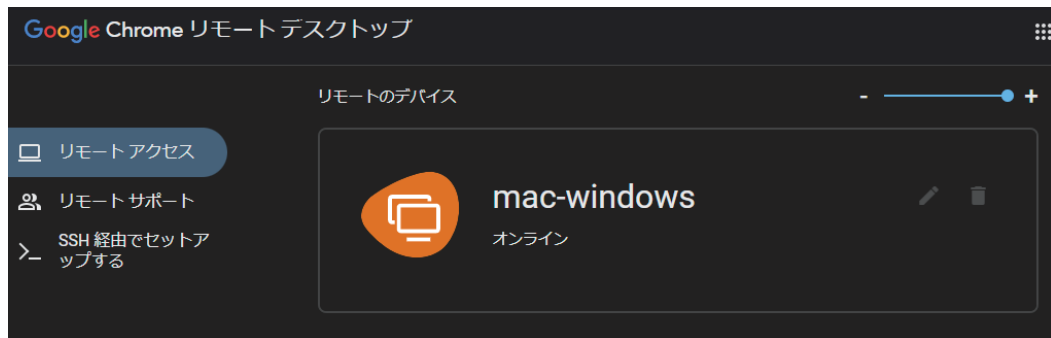 Google Chrome リモート デスクトップ
リモートのデバイス
- +
リモート アクセス
mac-windows
リモート サポート
オンライン
SSH 経由でセットア
ップする